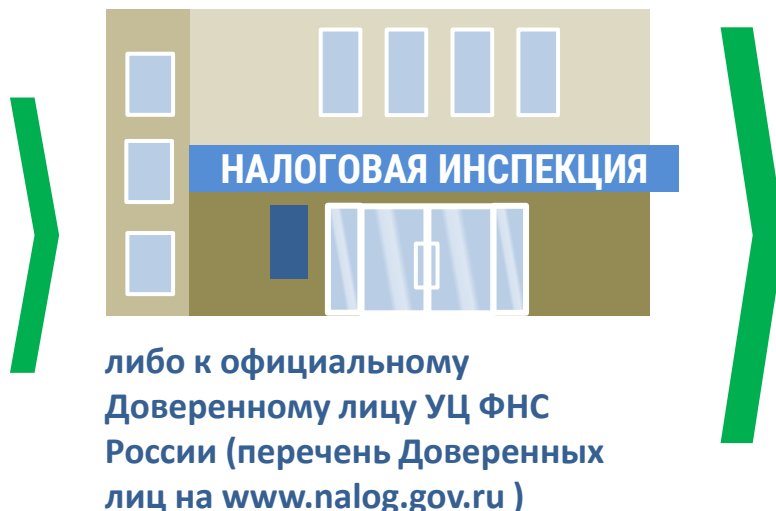 НАЛОГОВАЯ ИНСПЕКЦИЯ
либо к официальному
Доверенному лицу УЦ ФНС
России (перечень Доверенных
лиц на www.nalog.gov.ru )